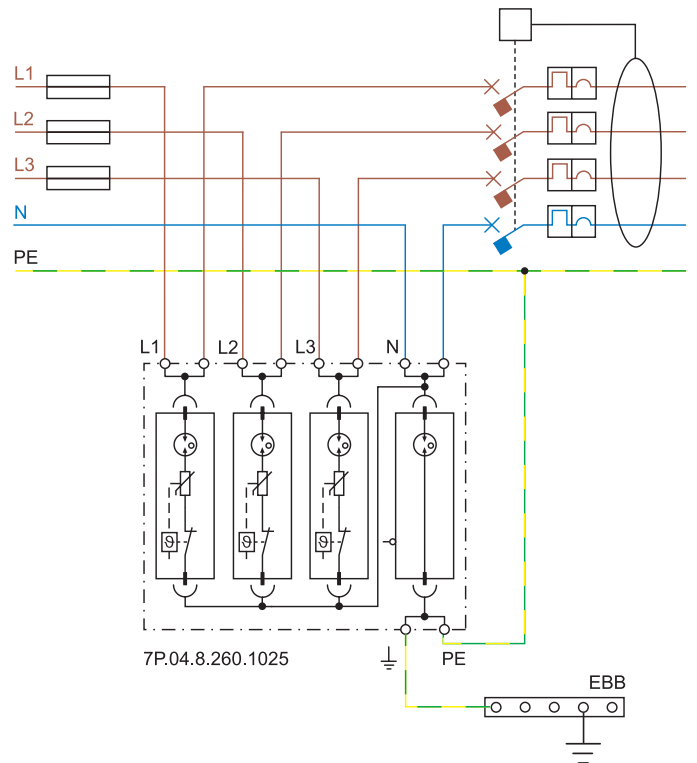 L1
L2
L3
N
PE
L1 L2 L3 N
ϑ ϑ ϑ
7P.04.8.260.1025 PE
EBB